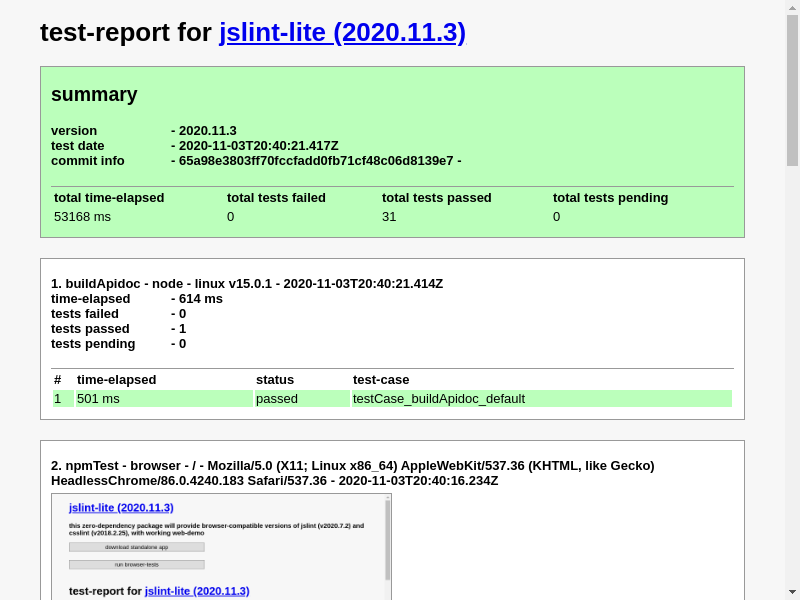 test-report for jslint-lite (2020.11.3)
summary
version - 2020.11.3
test date - 2020-11-03T20:40:21.417Z
commit info - 65a98e3803ff70fccfadd0fb71cf48c06d8139e7 -
total time-elapsed total tests failed total tests passed total tests pending
53168 ms 0 31 0
1. buildApidoc - node - linux v15.0.1 - 2020-11-03T20:40:21.414Z
time-elapsed - 614 ms
tests failed - 0
tests passed - 1
tests pending - 0
# time-elapsed status test-case
1 501 ms passed testCase_buildApidoc_default
2. npmTest - browser - / - Mozilla/5.0 (X11; Linux x86_64) AppleWebKit/537.36 (KHTML, like Gecko)
HeadlessChrome/86.0.4240.183 Safari/537.36 - 2020-11-03T20:40:16.234Z
jslint-lite (2020.11.3)
this zero-dependency package will provide browser-compatible versions of jslint (v2020.7.2) and
csslint (v2018.2.25), with working web-demo
download standalone app
run browser-tests
test-report for jslint-lite (2020.11.3)